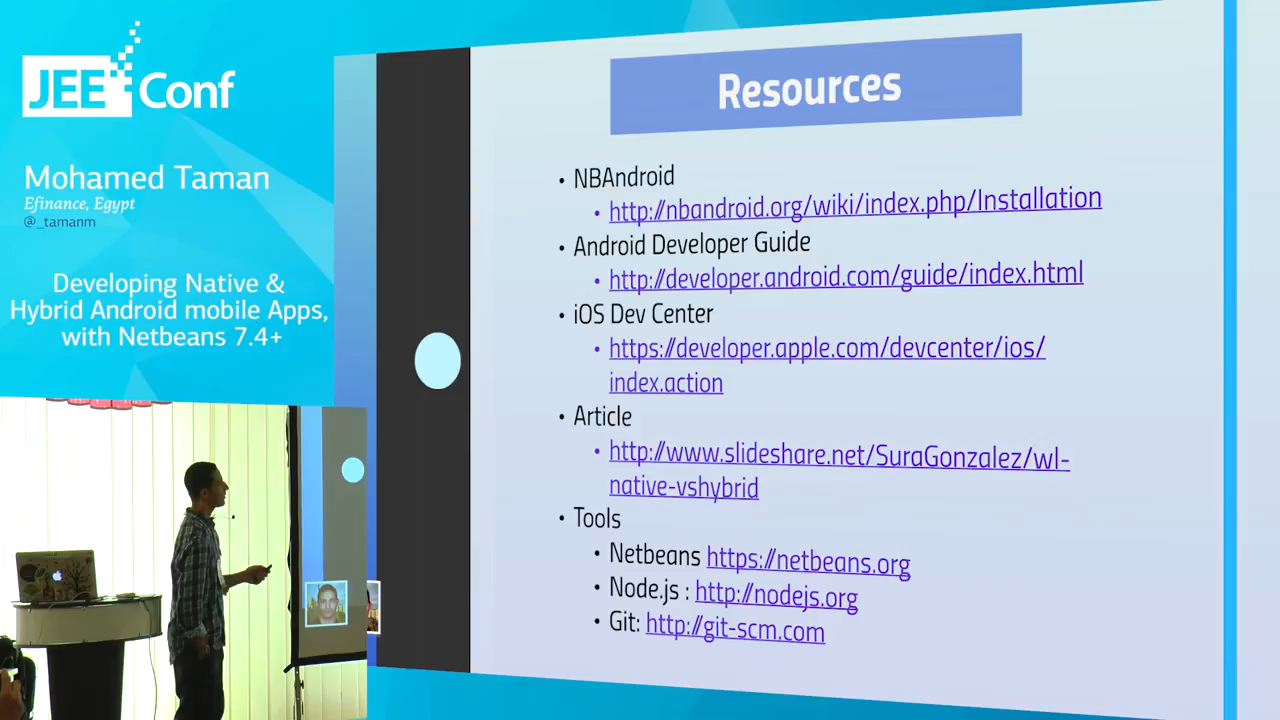 JEE Conf
Mohamed Taman
Efinance, Egypt
@_tamanm
Developing Native &
Hybrid Android mobile Apps,
with Netbeans 7.4+
Resources
• NBAndroid
• http://nbandroid.org/wiki/index.php/Installation
• Android Developer Guide
• http://developer.android.com/guide/index.html
• iOS Dev Center
• https://developer.apple.com/devcenter/ios/
index.action
• Article
• http://www.slideshare.net/SuraGonzalez/wl-
native-vshybrid
• Tools
• Netbeans https://netbeans.org
• Node.js : http://nodejs.org
• Git: http://git-scm.com